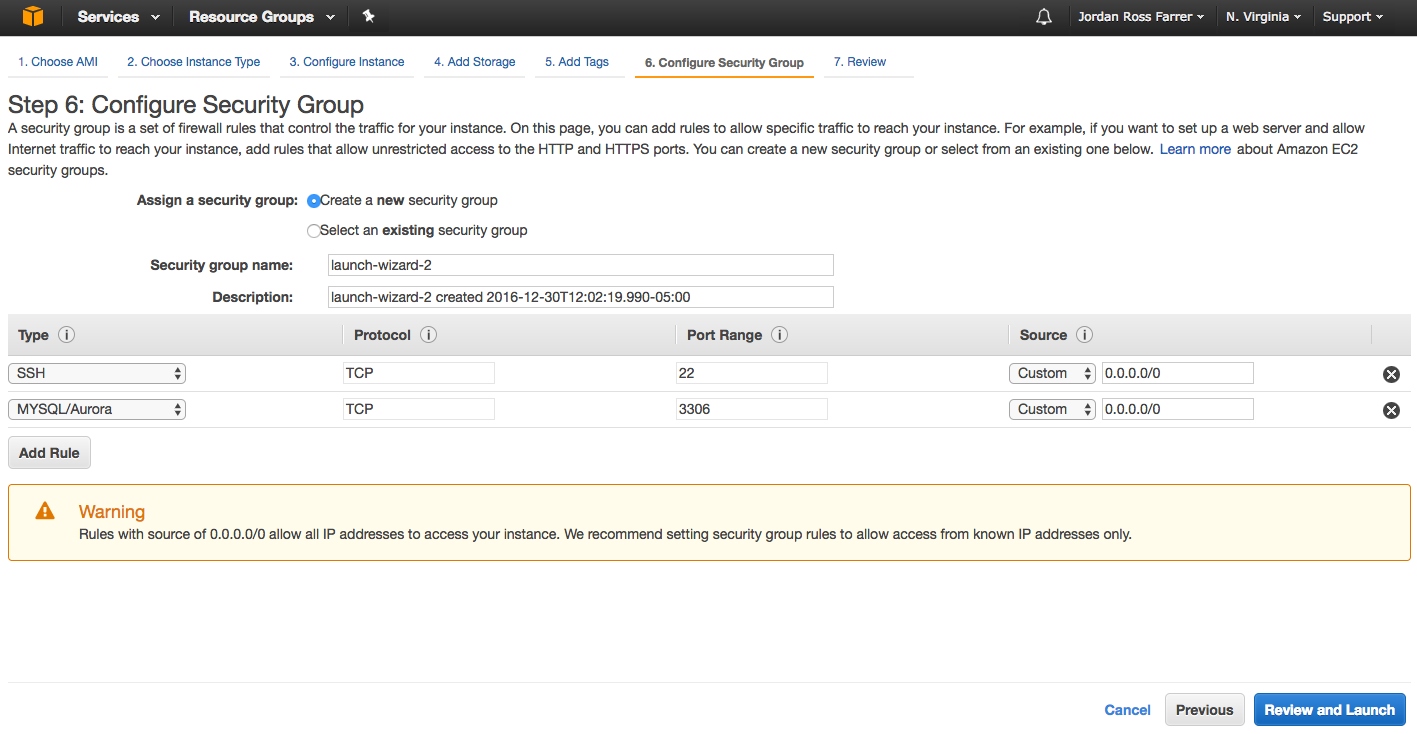 Services Resource Groups Jordan Ross Farrer N. Virginia Support
1. Choose AMI 2. Choose Instance Type 3. Configure Instance 4. Add Storage 5. Add Tags 6. Configure Security Group 7. Review
Step 6: Configure Security Group
A security group is a set of firewall rules that control the traffic for your instance. On this page, you can add rules to allow specific traffic to reach your instance. For example, if you want to set up a web server and allow
Internet traffic to reach your instance, add rules that allow unrestricted access to the HTTP and HTTPS ports. You can create a new security group or select from an existing one below. Learn more about Amazon EC2
security groups.
Assign a security group: Create a new security group
Select an existing security group
Security group name: launch-wizard-2
Description: launch-wizard-2 created 2016-12-30T12:02:19.990-05:00
Type i Protocol i Port Range i Source i
SSH TCP 22 Custom 0.0.0.0/0
MYSQL/Aurora TCP 3306 Custom 0.0.0.0/0
Add Rule
Warning
Rules with source of 0.0.0.0/0 allow all IP addresses to access your instance. We recommend setting security group rules to allow access from known IP addresses only.
Cancel Previous Review and Launch